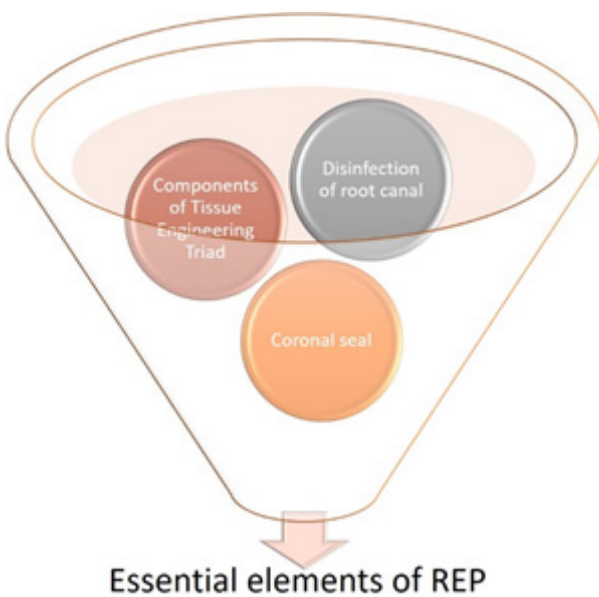 Disinfection
of root canal
Components
of Tissue
Engineering
Triad
Coronal seal
Essential elements of REP